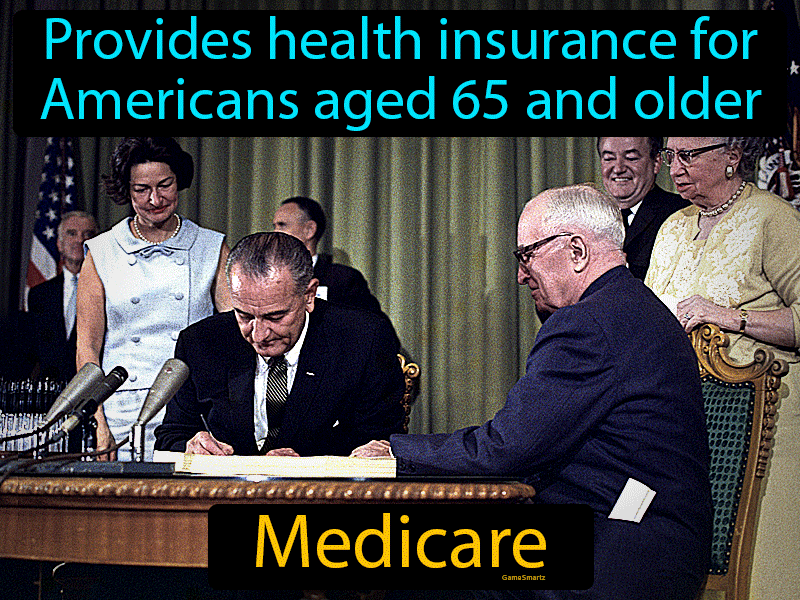 Provides health insurance for
Americans aged 65 and older
Medicare
GameSmartz